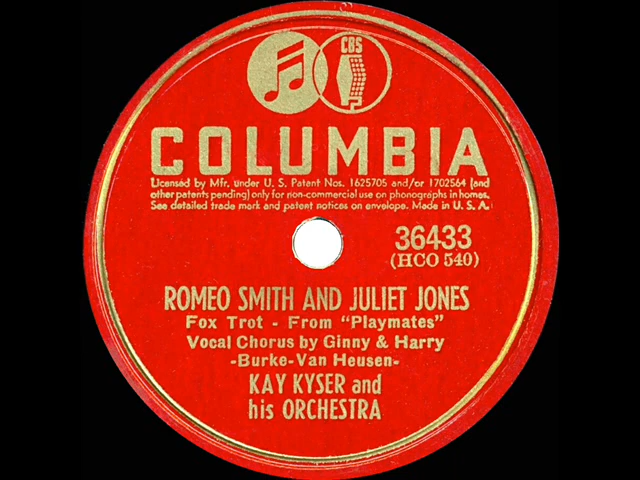 CBS
COLUMBIA
Licensed by Mfr. under U. S. Patent Nos. 1625705 and/or 1702564 (and
other patents pending) only for non-commercial use on phonographs in homes.
See detailed trade mark and patent notices on envelope. Made in U. S. A.
36433
(HCO 540)
ROMEO SMITH AND JULIET JONES
Fox Trot - From "Playmates"
Vocal Chorus by Ginny & Harry
-Burke-Van Heusen-
KAY KYSER and
his ORCHESTRA